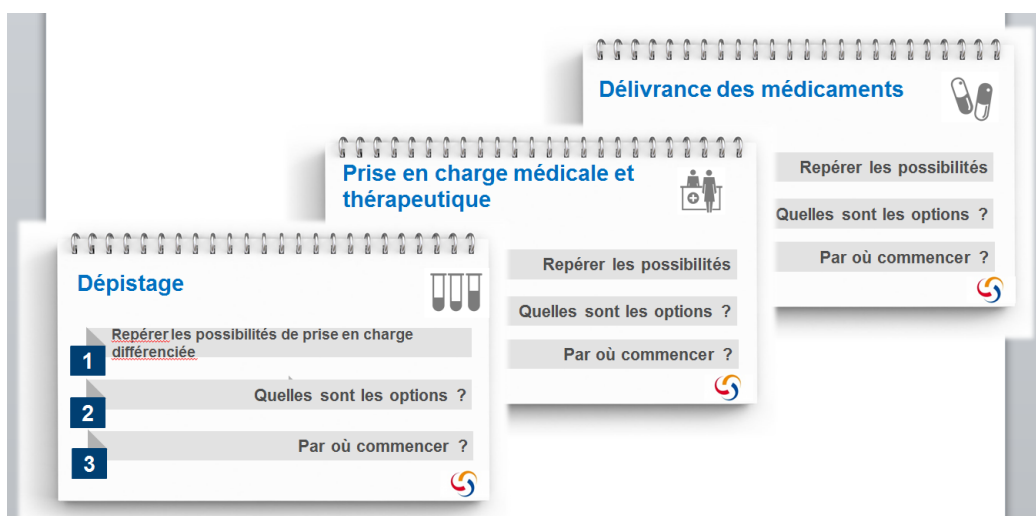 Délivrance des médicaments
Repérer les possibilités
Quelles sont les options ?
Par où commencer ?
Prise en charge médicale et
thérapeutique
Repérer les possibilités
Quelles sont les options ?
Par où commencer ?
Dépistage
1
Repérer les possibilités de prise en charge
différenciée
2
Quelles sont les options ?
3
Par où commencer ?